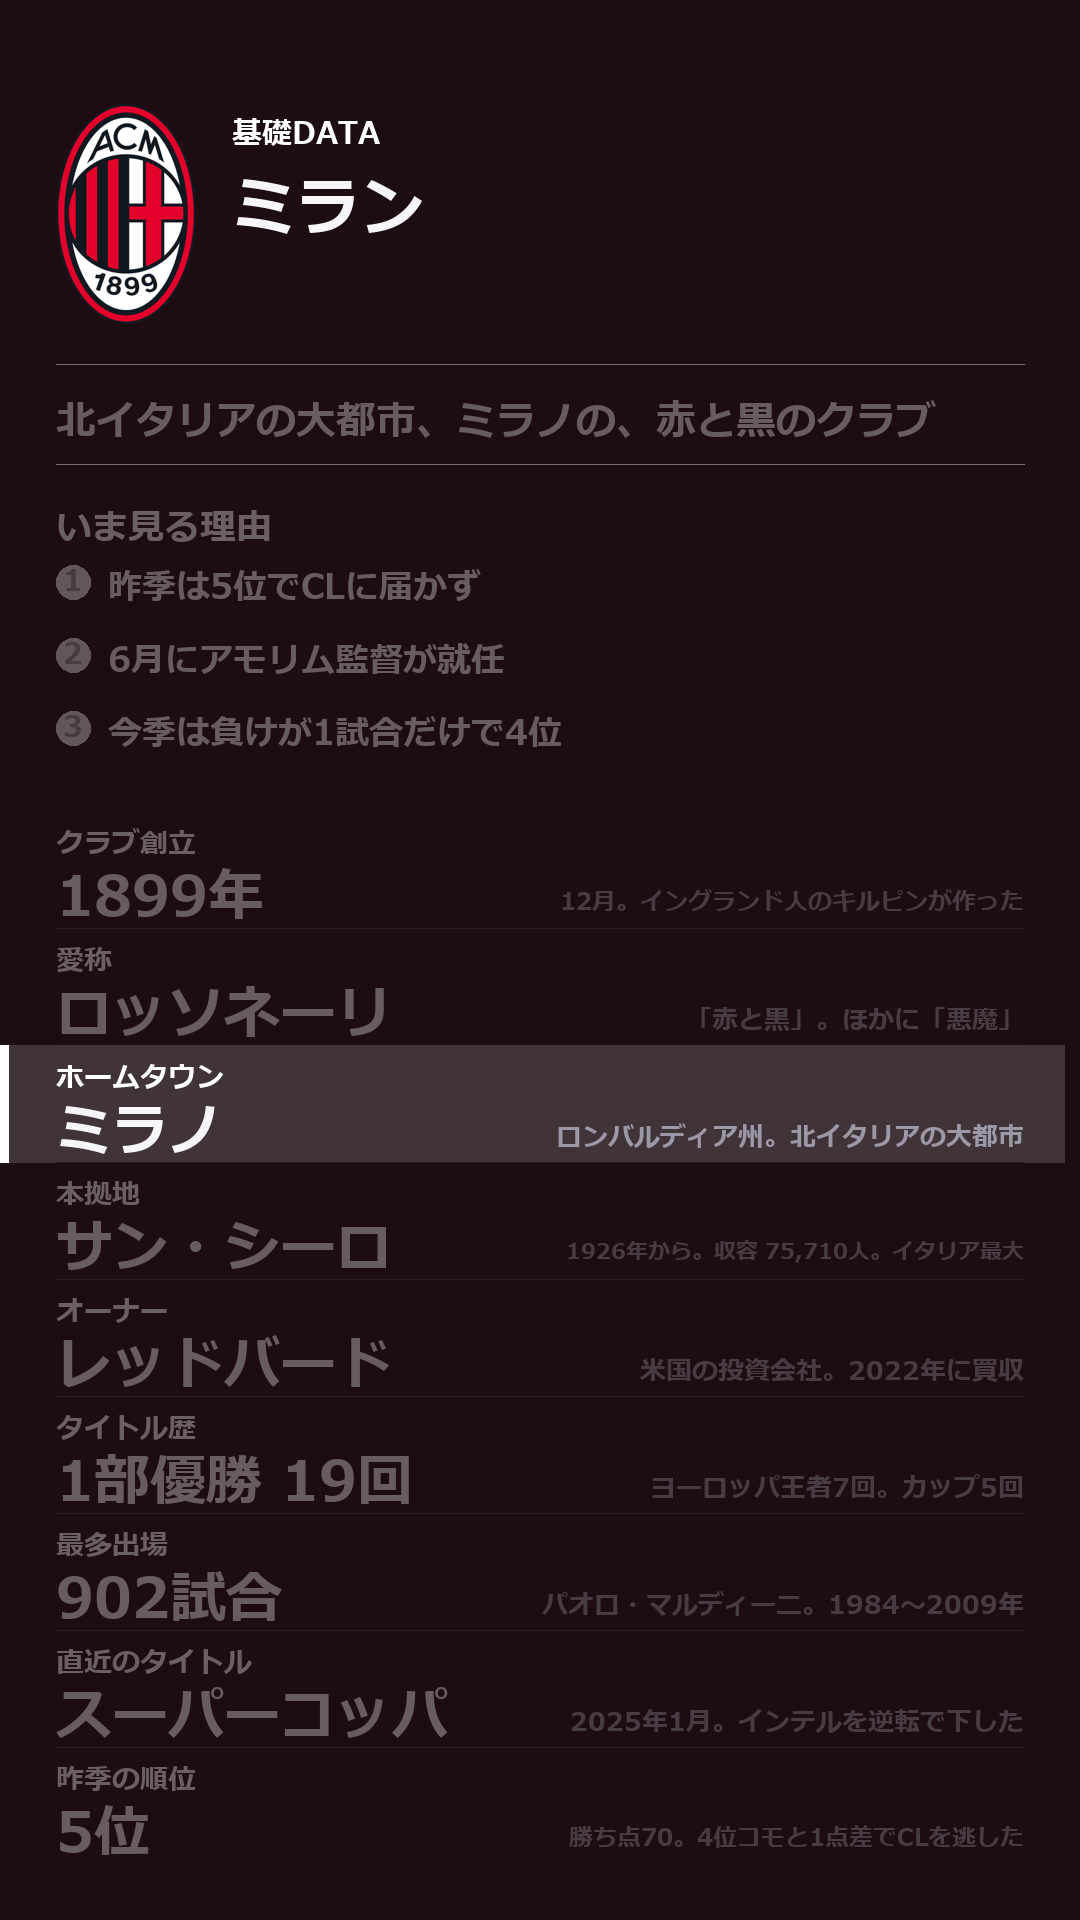 ACM
1899
基礎DATA
ミラン
北イタリアの大都市、ミラノの、赤と黒のクラブ
いま見る理由
1 昨季は5位でCLに届かず
2 6月にアモリム監督が就任
3 今季は負けが1試合だけで4位
クラブ創立
1899年 12月。イングランド人のキルピンが作った
愛称
ロッソネーリ 「赤と黒」。ほかに「悪魔」
ホームタウン
ミラノ ロンバルディア州。北イタリアの大都市
本拠地
サン・シーロ 1926年から。収容 75,710人。イタリア最大
オーナー
レッドバード 米国の投資会社。2022年に買収
タイトル歴
1部優勝 19回 ヨーロッパ王者7回。カップ5回
最多出場
902試合 パオロ・マルディーニ。1984〜2009年
直近のタイトル
スーパーコッパ 2025年1月。インテルを逆転で下した
昨季の順位
5位 勝ち点70。4位コモと1点差でCLを逃した